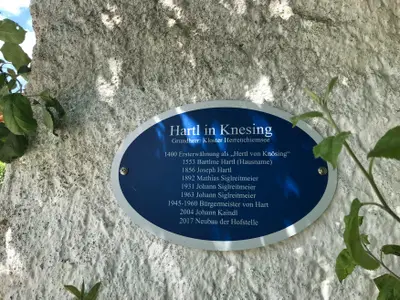 Hartl in Knesing
Grundherr: Kloster Herrenchiemsee
1400 Ersterwähnung als „Hertl von Knösing“
1553 Bartlme Hartl (Hausname)
1856 Joseph Hartl
1892 Mathias Siglreitmeier
1931 Johann Siglreitmeier
1963 Johann Siglreitmeier
1945-1960 Bürgermeister von Hart
2004 Johann Kaindl
2017 Neubau der Hofstelle